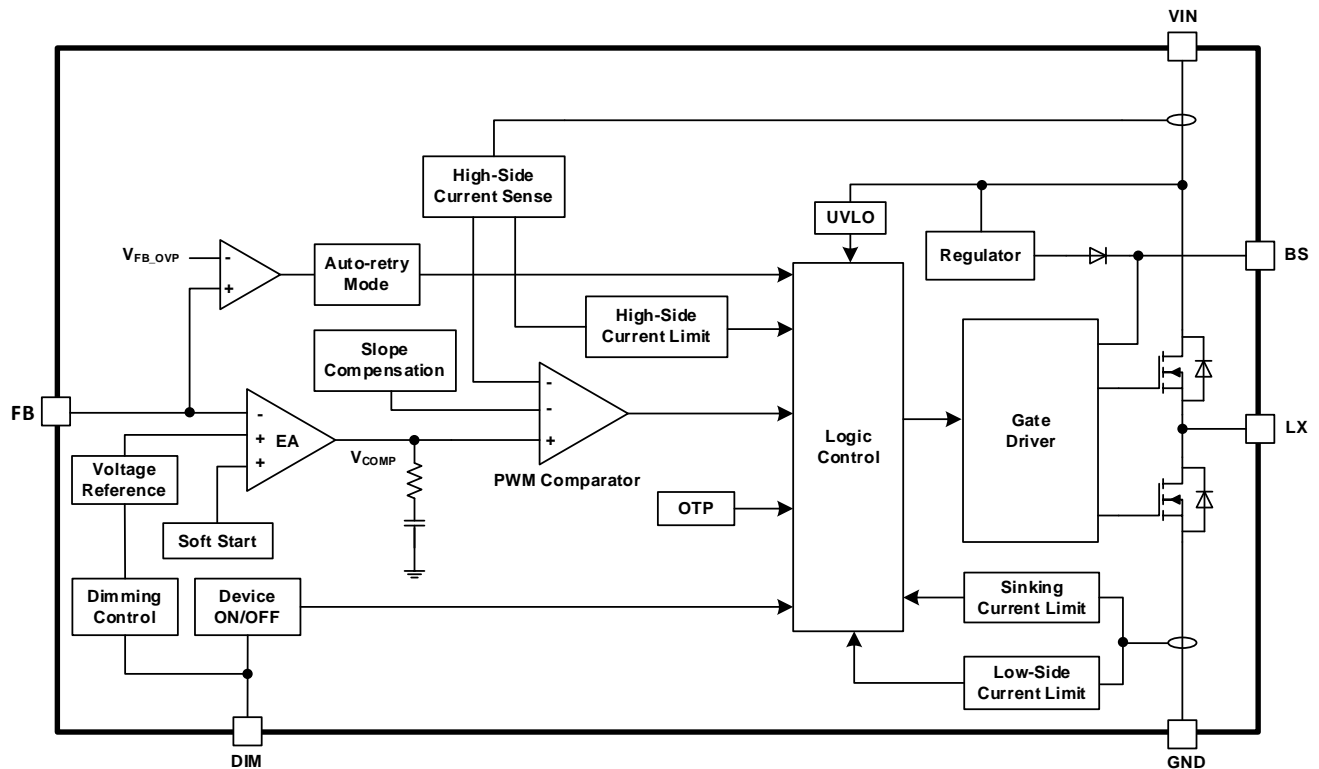 VIN
High-Side
Current Sense
UVLO
V_FB_OVP
-
+
Auto-retry
Mode
Regulator
BS
High-Side
Current Limit
Slope
Compensation
-
-
+
PWM Comparator
FB
-
+
+
EA
V_COMP
Logic
Control
Gate
Driver
LX
Voltage
Reference
Soft Start
OTP
Dimming
Control
Device
ON/OFF
Sinking
Current Limit
Low-Side
Current Limit
DIM
GND